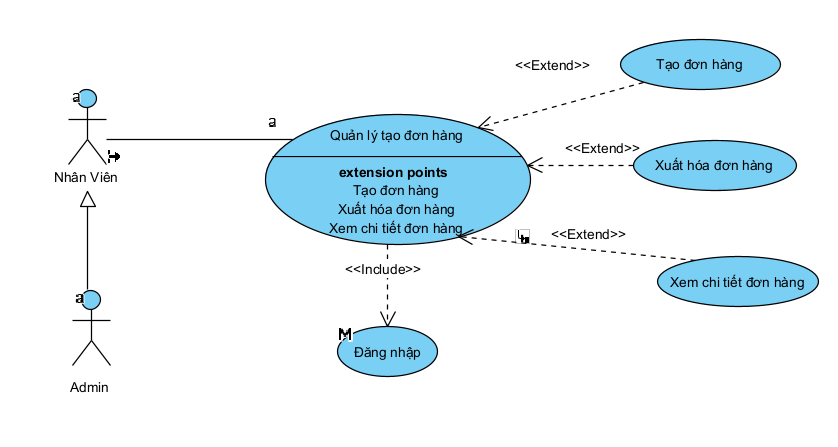 <<Extend>>
Tạo đơn hàng
a
a
Quản lý tạo đơn hàng
<<Extend>>
Xuất hóa đơn hàng
extension points
Tạo đơn hàng
Xuất hóa đơn hàng
Xem chi tiết đơn hàng
Nhân Viên
<<Extend>>
Xem chi tiết đơn hàng
<<Include>>
a
M
Đăng nhập
Admin